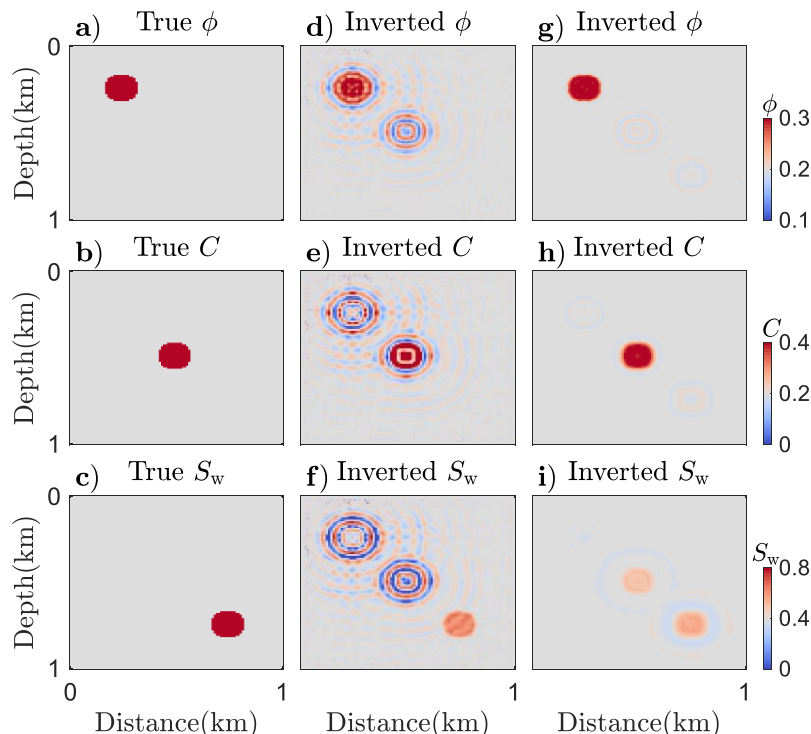 a) True ϕ
d) Inverted ϕ
g) Inverted ϕ
0
Depth(km)
1
ϕ
0.3
0.2
0.1
b) True C
e) Inverted C
h) Inverted C
0
Depth(km)
1
C
0.4
0.2
0
c) True Sw
f) Inverted Sw
i) Inverted Sw
0
Depth(km)
1
Sw
0.8
0.4
0
0 1
1
1
Distance(km)
Distance(km)
Distance(km)